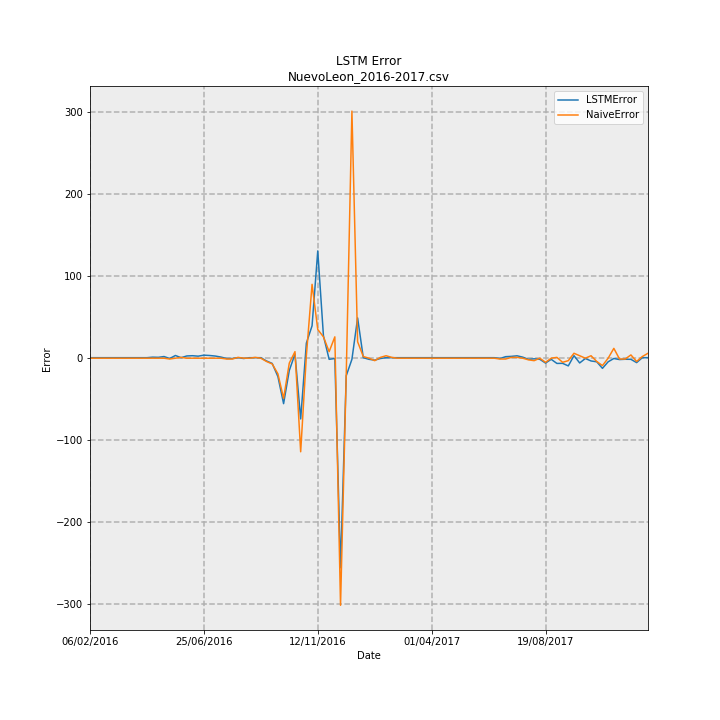 LSTM Error
NuevoLeon_2016-2017.csv
LSTMError
NaiveError
300
200
100
0
−100
−200
−300
Error
06/02/2016
25/06/2016
12/11/2016
01/04/2017
19/08/2017
Date